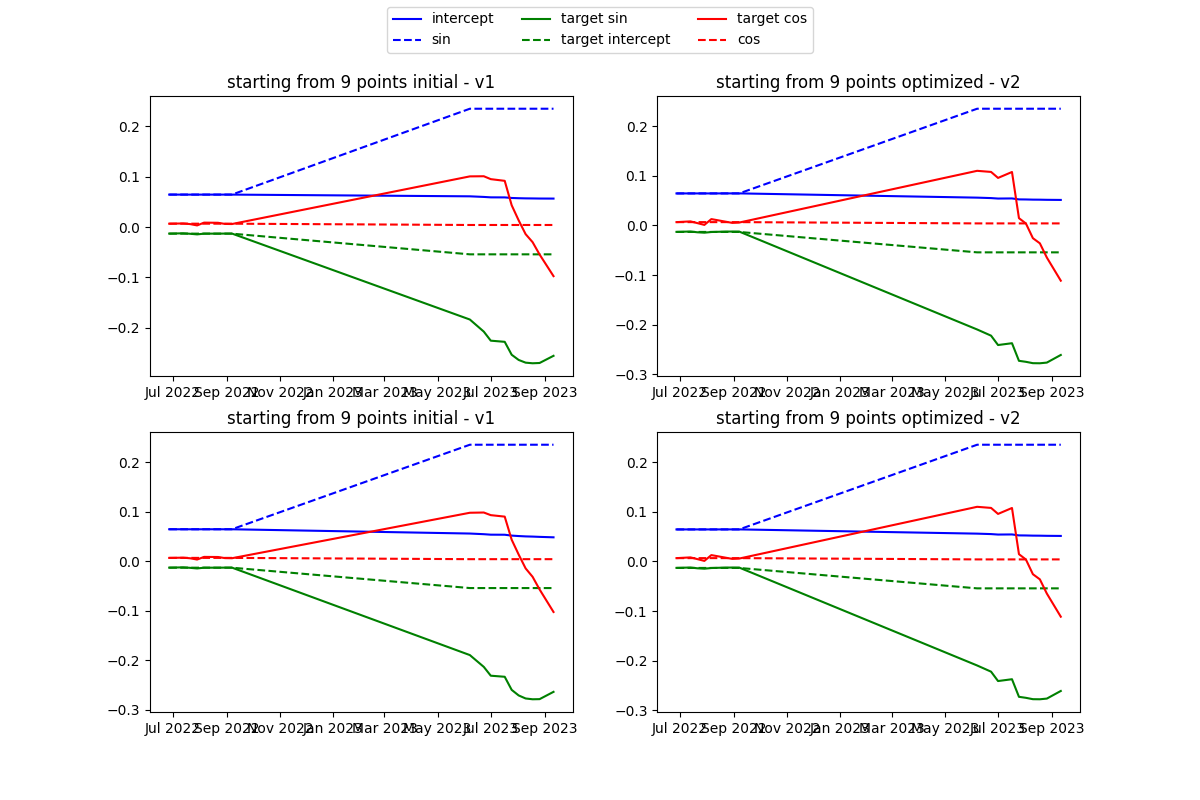 intercept target sin target cos
sin target intercept cos
starting from 9 points initial - v1
0.2
0.1
0.0
−0.1
−0.2
Jul 2022 Sep 2022 Nov 2022 Jan 2023 Mar 2023 May 2023 Jul 2023 Sep 2023
starting from 9 points optimized - v2
0.2
0.1
0.0
−0.1
−0.2
−0.3
Jul 2022 Sep 2022 Nov 2022 Jan 2023 Mar 2023 May 2023 Jul 2023 Sep 2023
starting from 9 points initial - v1
0.2
0.1
0.0
−0.1
−0.2
−0.3
Jul 2022 Sep 2022 Nov 2022 Jan 2023 Mar 2023 May 2023 Jul 2023 Sep 2023
starting from 9 points optimized - v2
0.2
0.1
0.0
−0.1
−0.2
−0.3
Jul 2022 Sep 2022 Nov 2022 Jan 2023 Mar 2023 May 2023 Jul 2023 Sep 2023